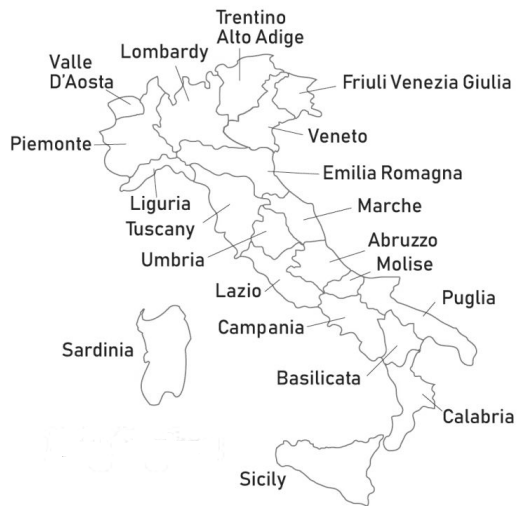 Trentino
Alto Adige
Lombardy
Valle
D'Aosta
Friuli Venezia Giulia
Piemonte
Veneto
Emilia Romagna
Liguria
Marche
Tuscany
Abruzzo
Umbria
Molise
Lazio
Puglia
Campania
Sardinia
Basilicata
Calabria
Sicily